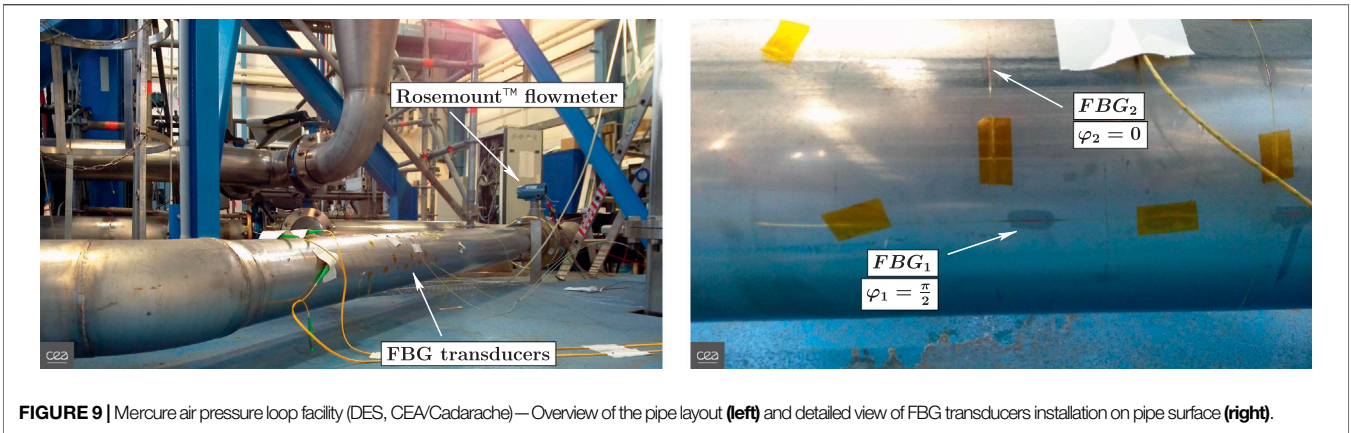 Rosemount™ flowmeter
FBG transducers
cea
FBG₂
φ₂ = 0
FBG₁
φ₁ = π/2
cea
FIGURE 9 | Mercure air pressure loop facility (DES, CEA/Cadarache)—Overview of the pipe layout (left) and detailed view of FBG transducers installation on pipe surface (right).